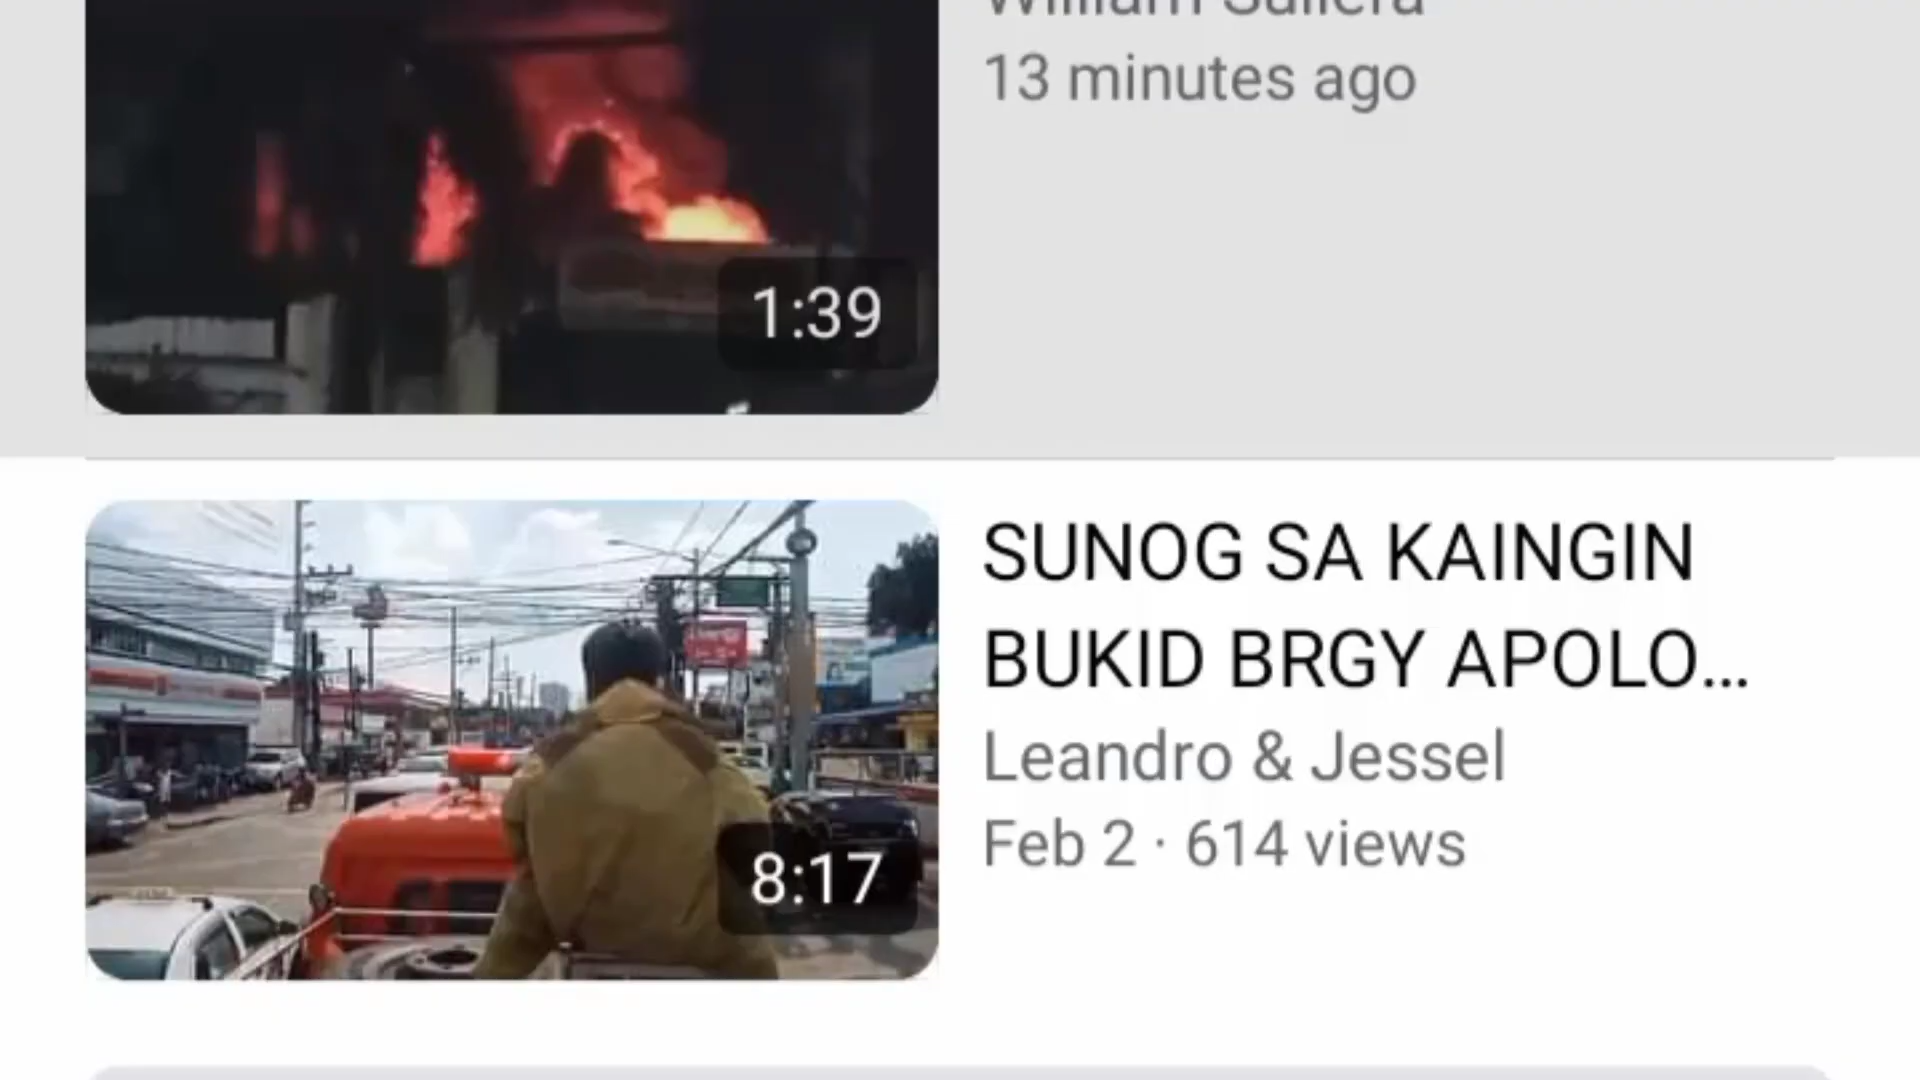 13 minutes ago
1:39
SUNOG SA KAINGIN
BUKID BRGY APOLO...
Leandro & Jessel
Feb 2 · 614 views
8:17